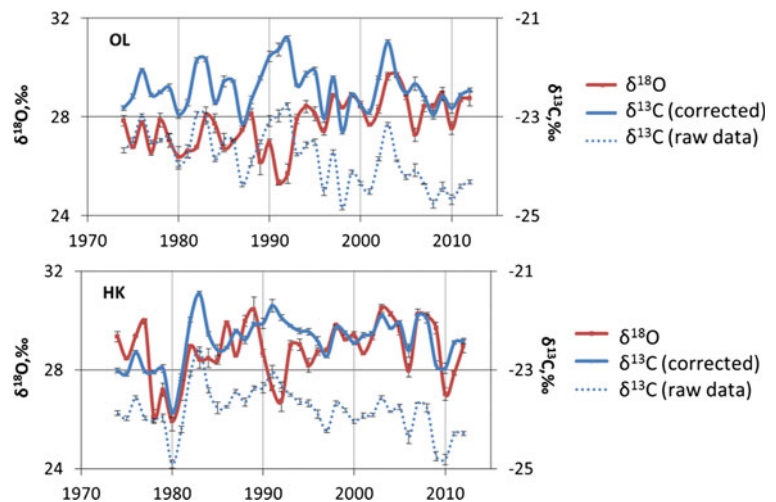 32
-21
OL
δ¹⁸O
28
-23
δ¹⁸O,‰
δ¹³C,‰
δ¹³C (corrected)
δ¹³C (raw data)
24
-25
1970 1980 1990 2000 2010
32
-21
HK
δ¹⁸O
28
-23
δ¹⁸O,‰
δ¹³C,‰
δ¹³C (corrected)
δ¹³C (raw data)
24
-25
1970 1980 1990 2000 2010